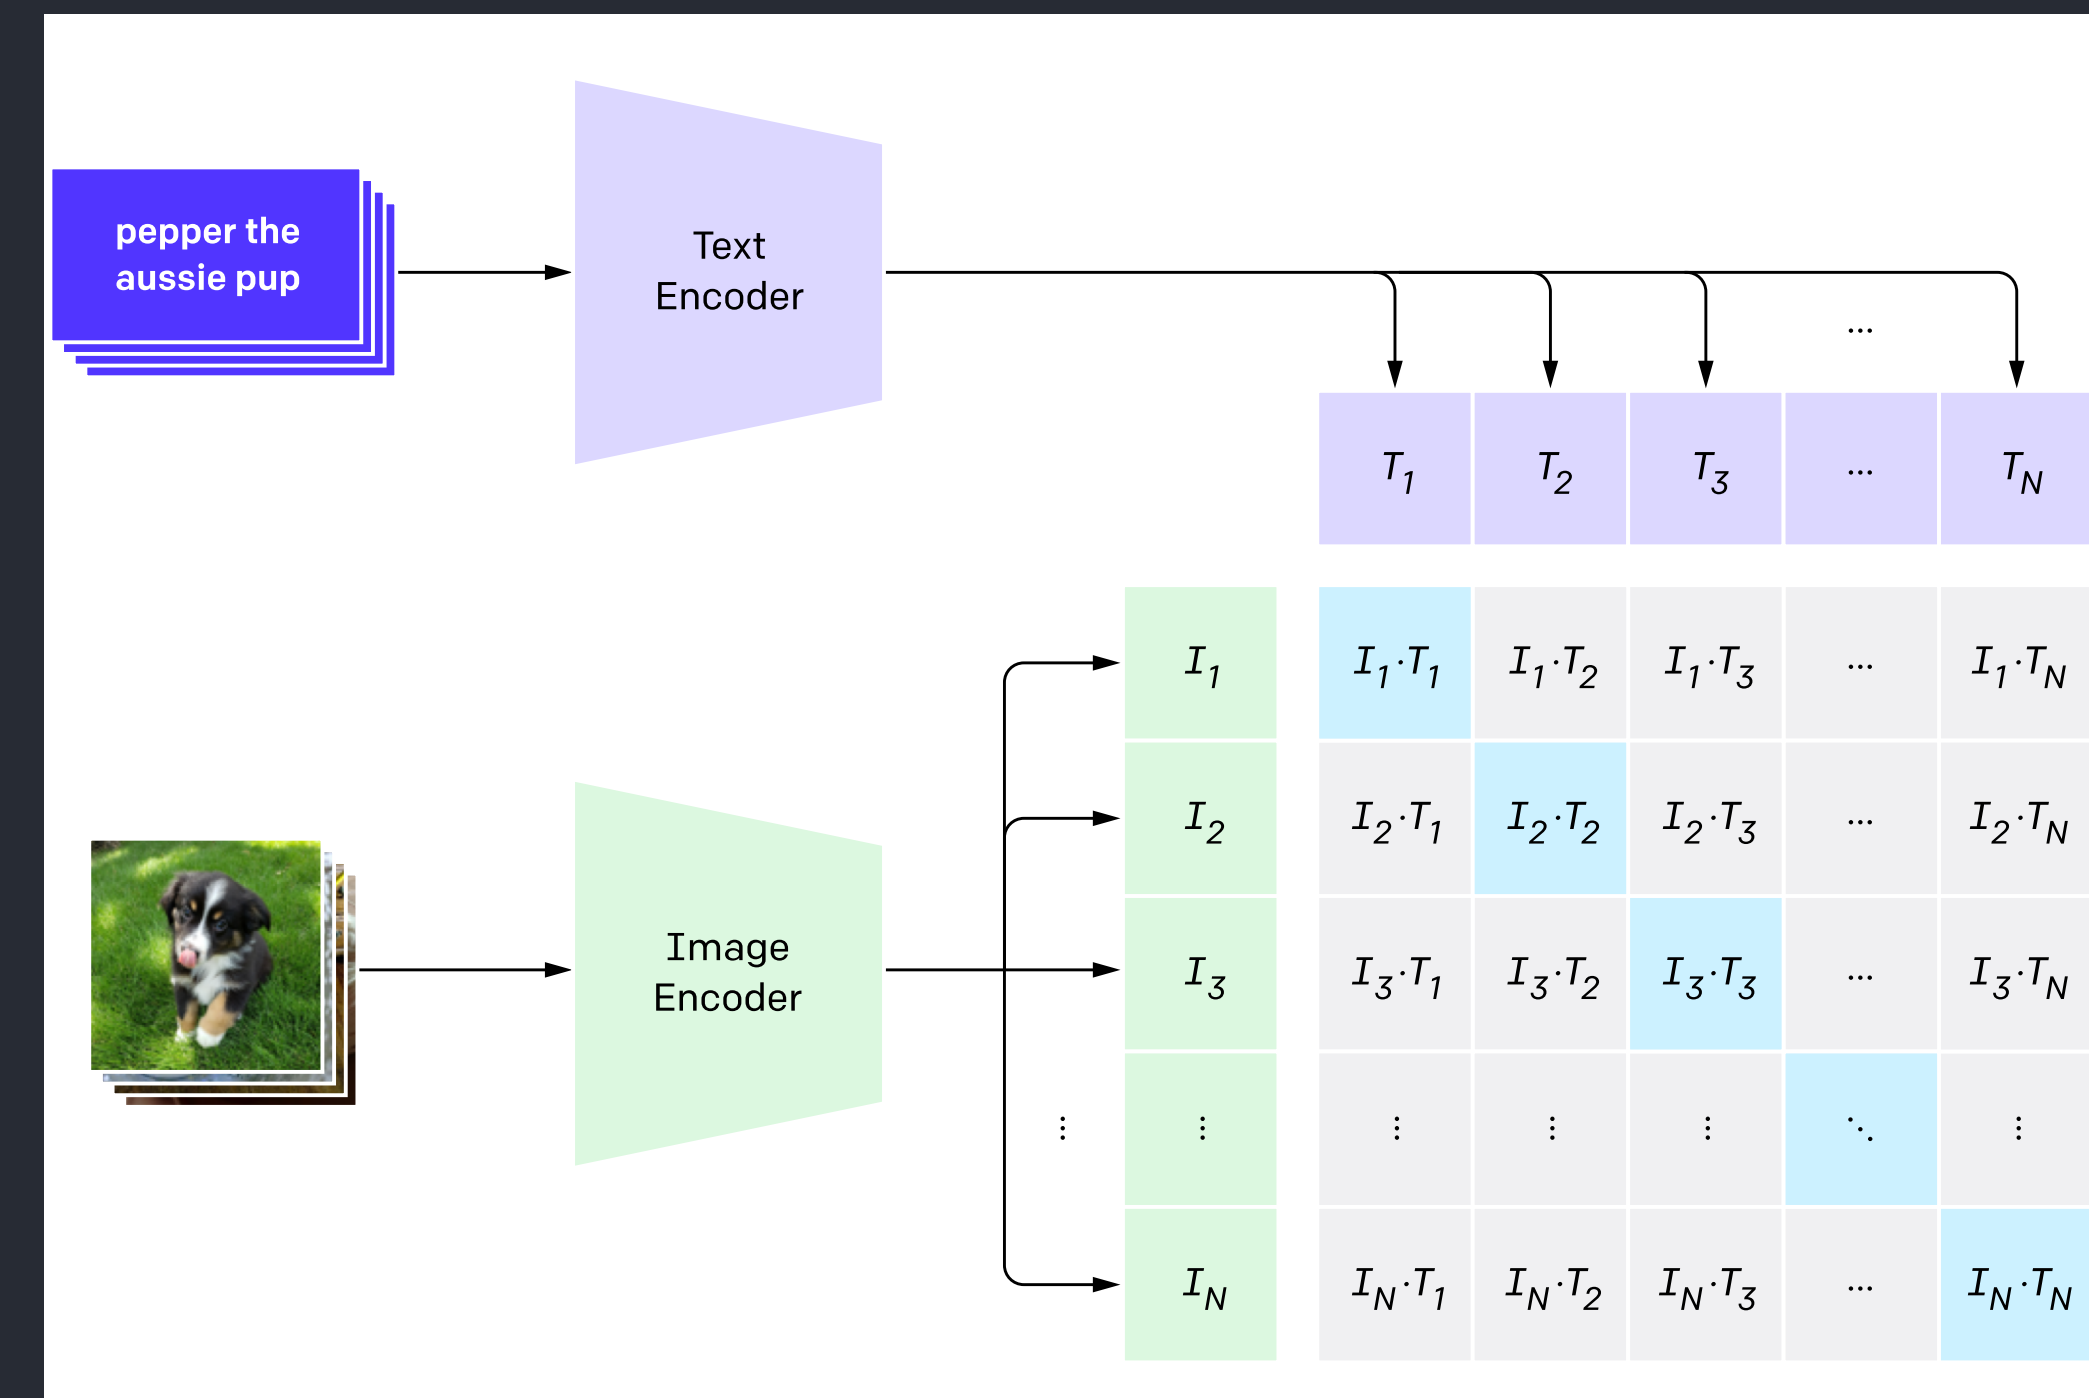 pepper the
aussie pup
Text
Encoder
...
T1 T2 T3 ... TN
I1 I1·T1 I1·T2 I1·T3 ... I1·TN
I2 I2·T1 I2·T2 I2·T3 ... I2·TN
Image
Encoder
I3 I3·T1 I3·T2 I3·T3 ... I3·TN
⋮ ⋮ ⋮ ⋮ ⋮ ⋱ ⋮
IN IN·T1 IN·T2 IN·T3 ... IN·TN